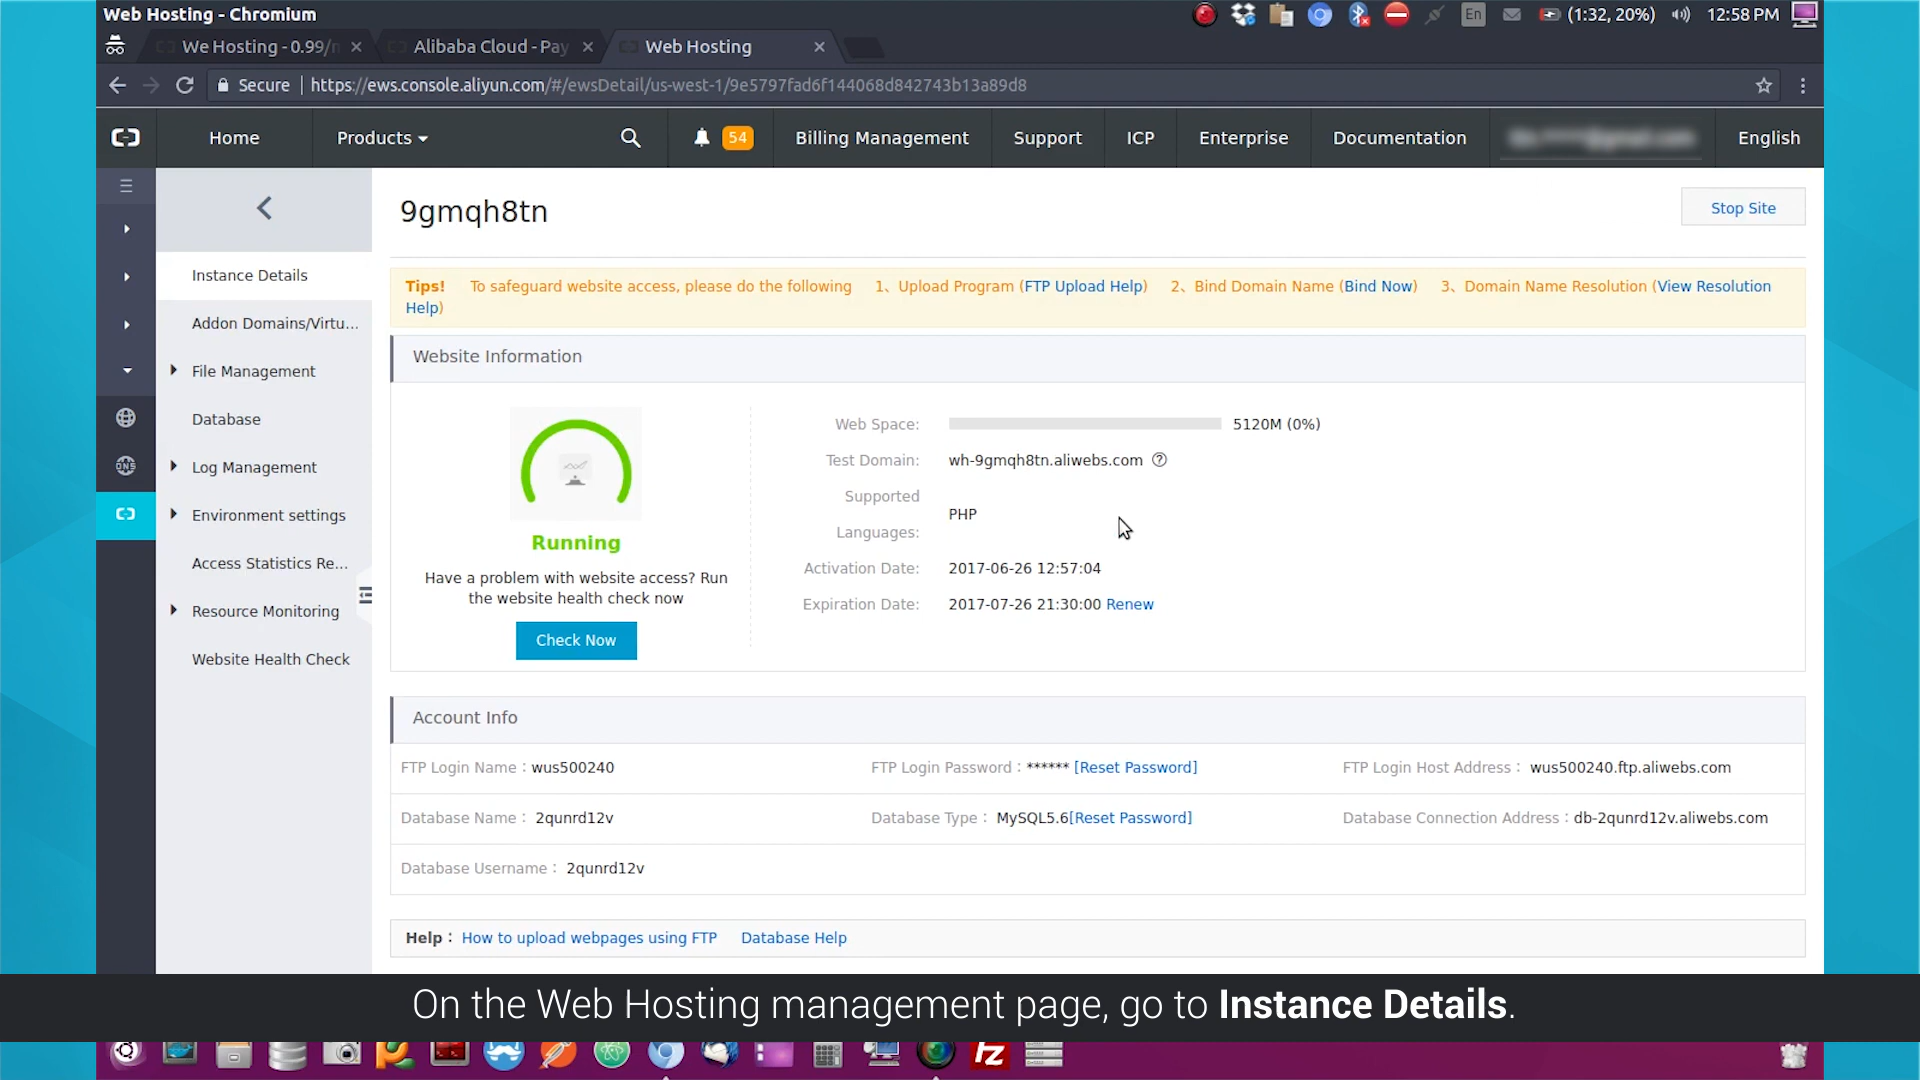 Web Hosting - Chromium
En
(1:32, 20%)
12:58 PM
We Hosting - 0.99/
Alibaba Cloud - Pay
Web Hosting
Secure
https://ews.console.aliyun.com/#/ewsDetail/us-west-1/9e5797fad6f144068d842743b13a89d8
Home
Products
54
Billing Management
Support
ICP
Enterprise
Documentation
English
9gmqh8tn
Stop Site
Instance Details
Addon Domains/Virtu...
File Management
Database
Log Management
Environment settings
Access Statistics Re...
Resource Monitoring
Website Health Check
DNS
Tips! To safeguard website access, please do the following 1、Upload Program (FTP Upload Help) 2、Bind Domain Name (Bind Now) 3、Domain Name Resolution (View Resolution
Help)
Website Information
Running
Have a problem with website access? Run
the website health check now
Check Now
Web Space: 5120M (0%)
Test Domain: wh-9gmqh8tn.aliwebs.com
Supported
Languages: PHP
Activation Date: 2017-06-26 12:57:04
Expiration Date: 2017-07-26 21:30:00 Renew
Account Info
FTP Login Name : wus500240
FTP Login Password : ****** [Reset Password]
FTP Login Host Address : wus500240.ftp.aliwebs.com
Database Name : 2qunrd12v
Database Type : MySQL5.6[Reset Password]
Database Connection Address : db-2qunrd12v.aliwebs.com
Database Username : 2qunrd12v
Help : How to upload webpages using FTP Database Help
On the Web Hosting management page, go to Instance Details.
FZ